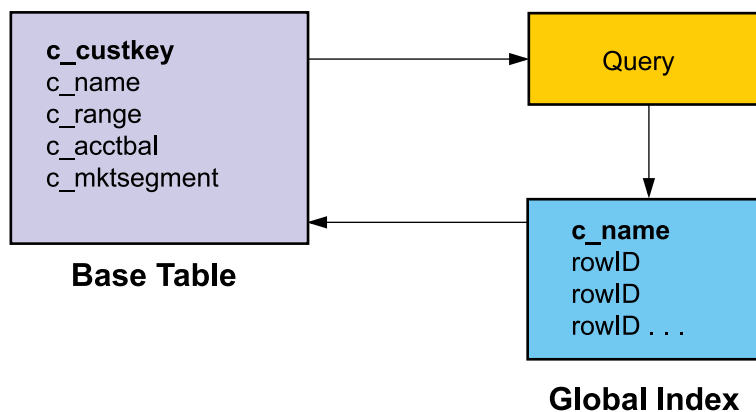 c_custkey
c_name
c_range
c_acctbal
c_mktsegment
Base Table
Query
c_name
rowID
rowID
rowID . . .
Global Index